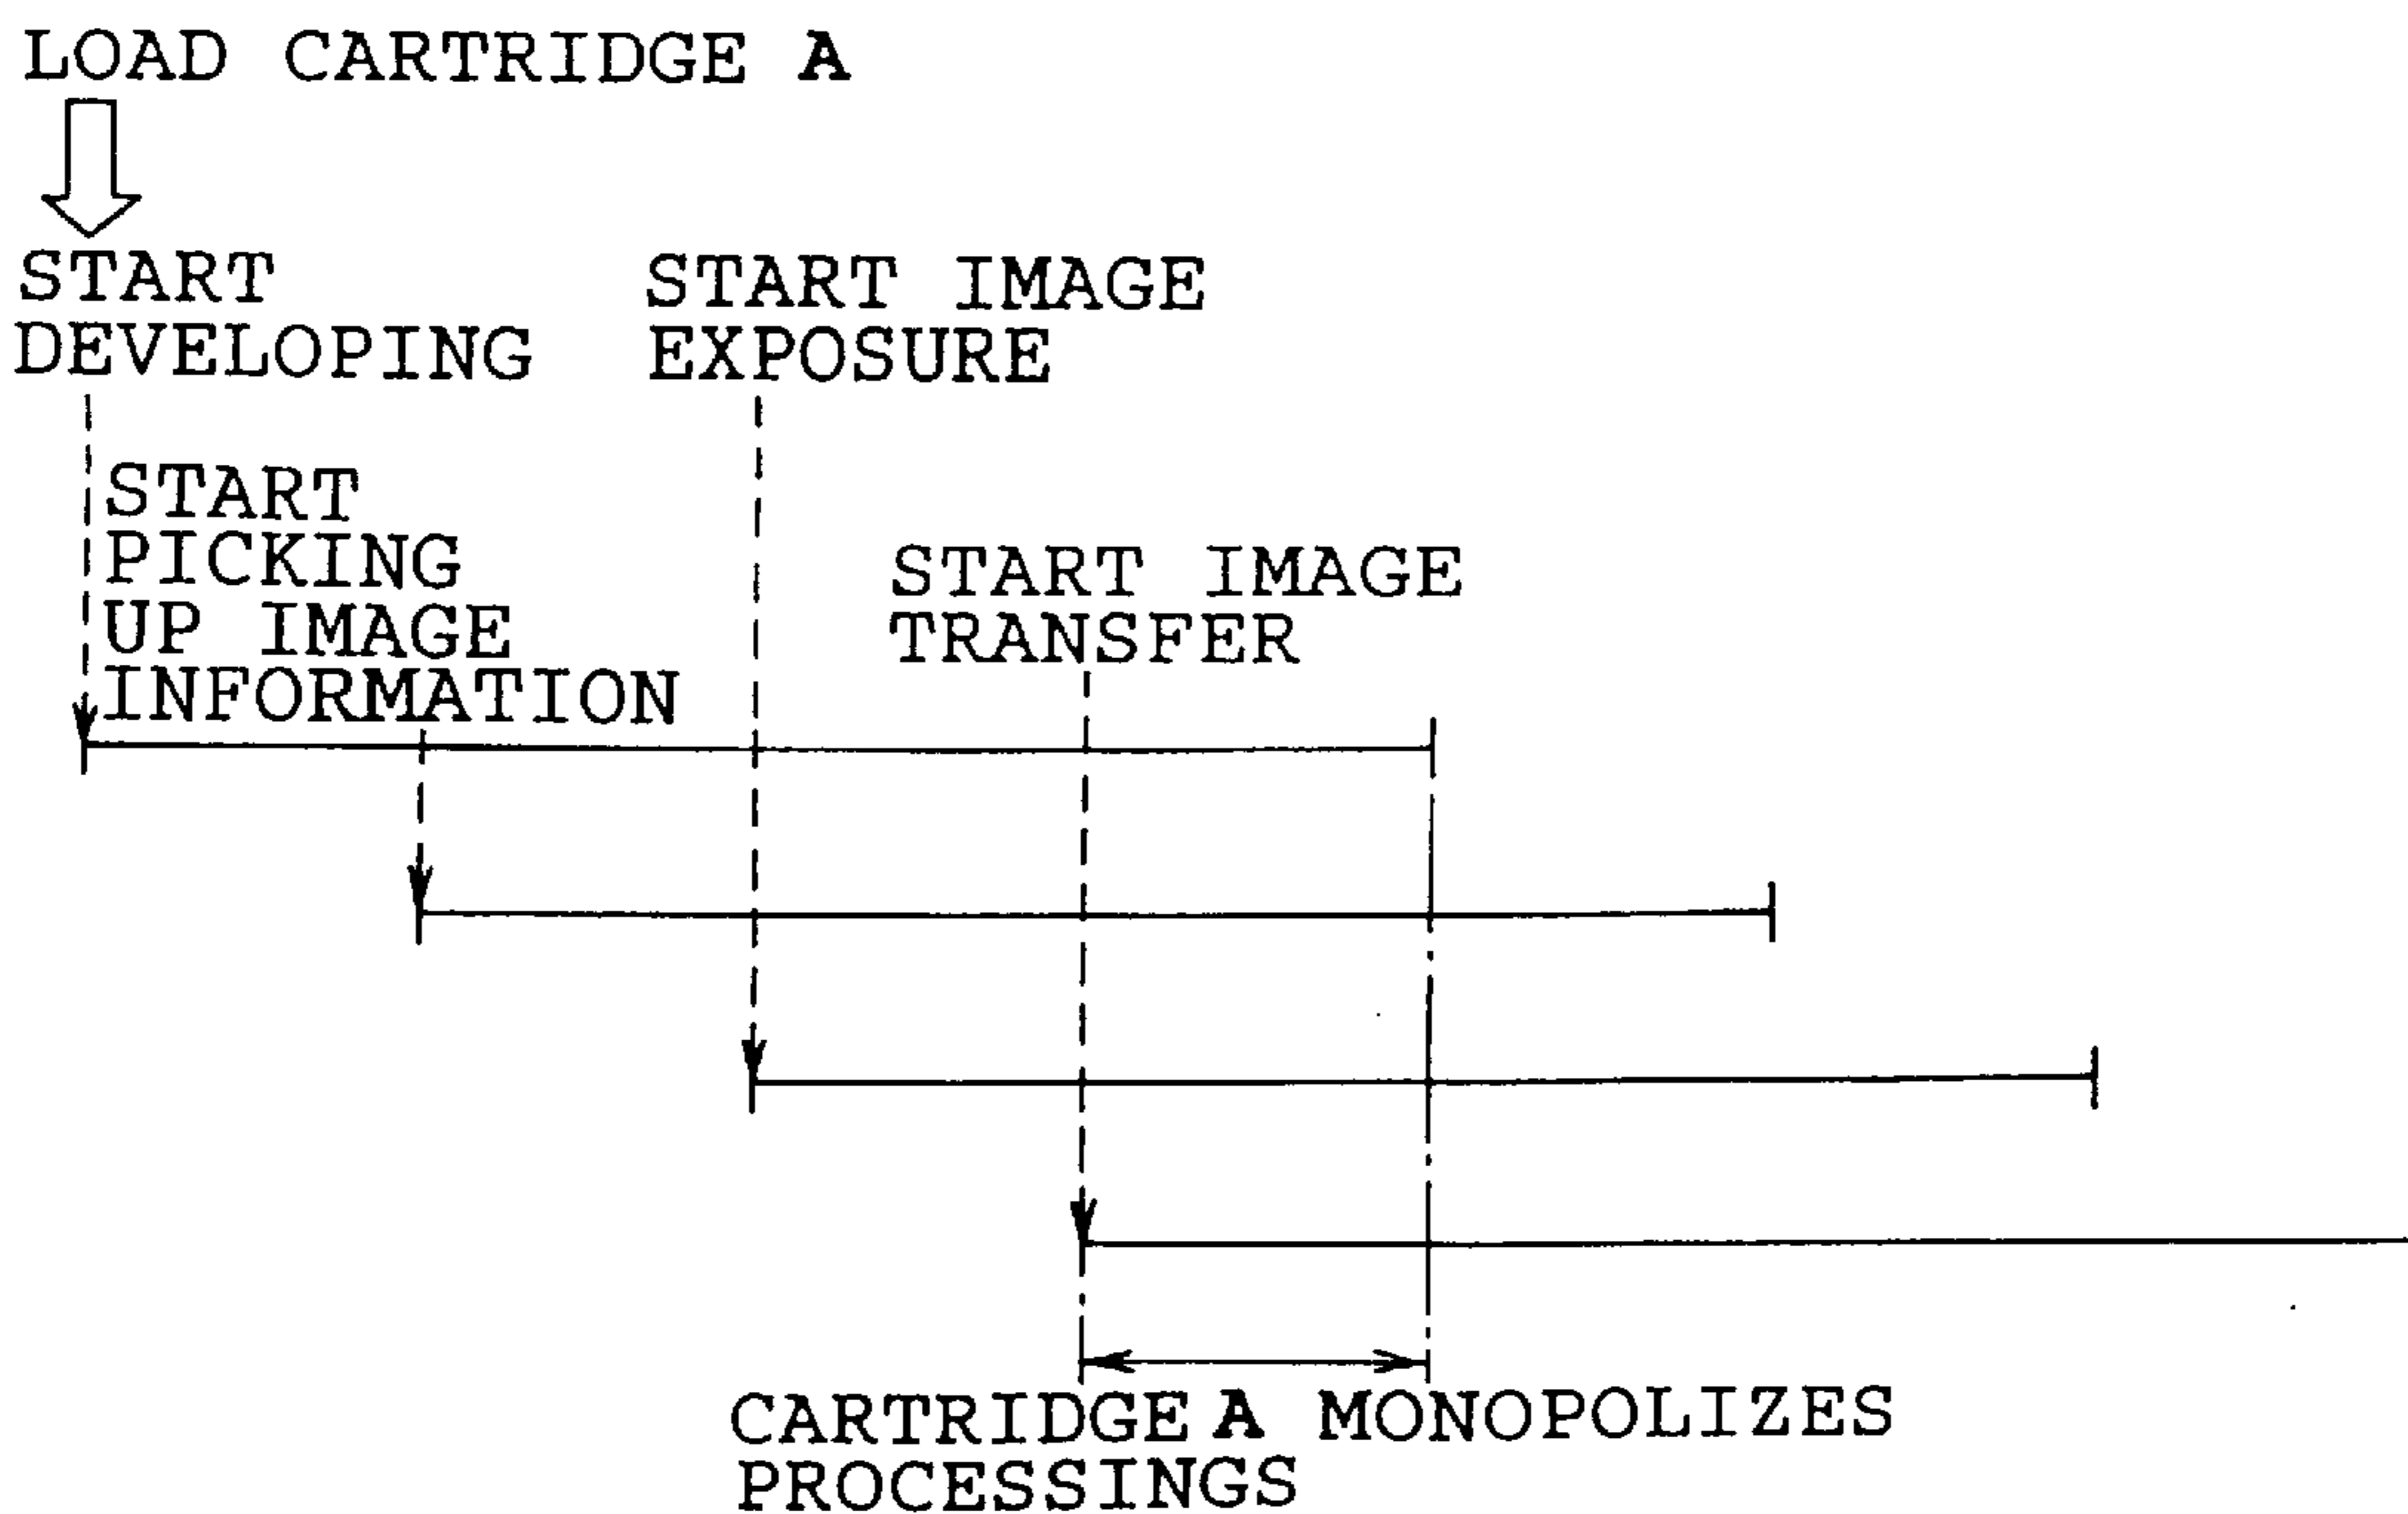 LOAD CARTRIDGE A
START
DEVELOPING
START IMAGE
EXPOSURE
START
PICKING
UP IMAGE
INFORMATION
START IMAGE
TRANSFER
CARTRIDGE A MONOPOLIZES
PROCESSINGS